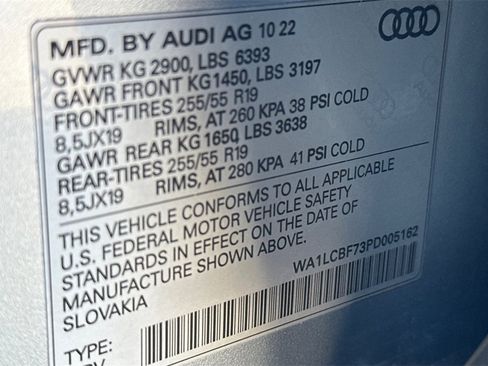 MFD. BY AUDI AG 10 22
GVWR KG 2900, LBS 6393
GAWR FRONT KG1450, LBS 3197
FRONT-TIRES 255/55 R19
8,5JX19 RIMS, AT 260 KPA 38 PSI COLD
GAWR REAR KG 1650, LBS 3638
REAR-TIRES 255/55 R19
8,5JX19 RIMS, AT 280 KPA 41 PSI COLD
THIS VEHICLE CONFORMS TO ALL APPLICABLE
U.S. FEDERAL MOTOR VEHICLE SAFETY
STANDARDS IN EFFECT ON THE DATE OF
MANUFACTURE SHOWN ABOVE.
SLOVAKIA
WA1LCBF73PD005162
TYPE: